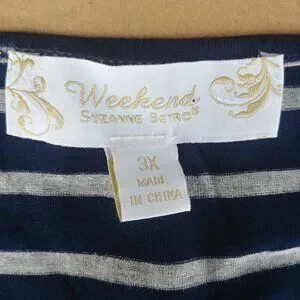 Weekend
SUZANNE BETRO®
3X
MADE
IN CHINA